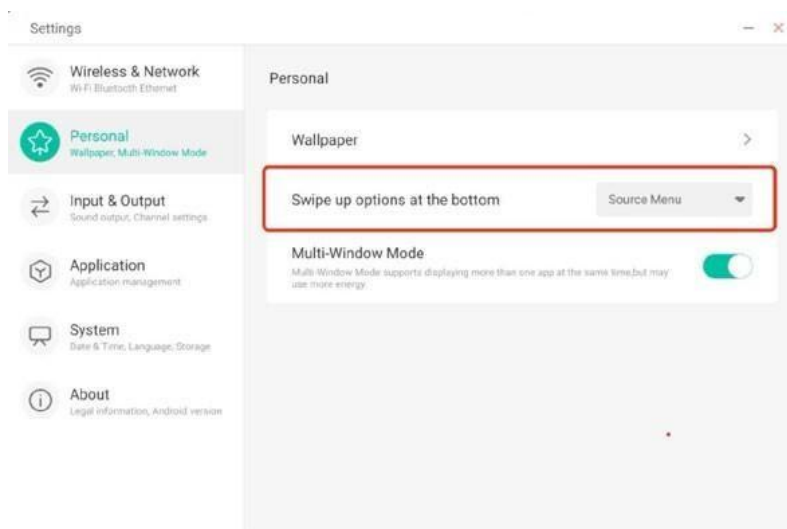 Settings
Wireless & Network
Wi-Fi Bluetooth Ethernet
Personal
Wallpaper, Multi-Window Mode
Input & Output
Sound output, Channel settings
Application
Application management
System
Date & Time, Language, Storage
About
Legal information, Android version
Personal
Wallpaper
Swipe up options at the bottom
Source Menu
Multi-Window Mode
Multi-Window Mode supports displaying more than one app at the same time,but may
use more energy